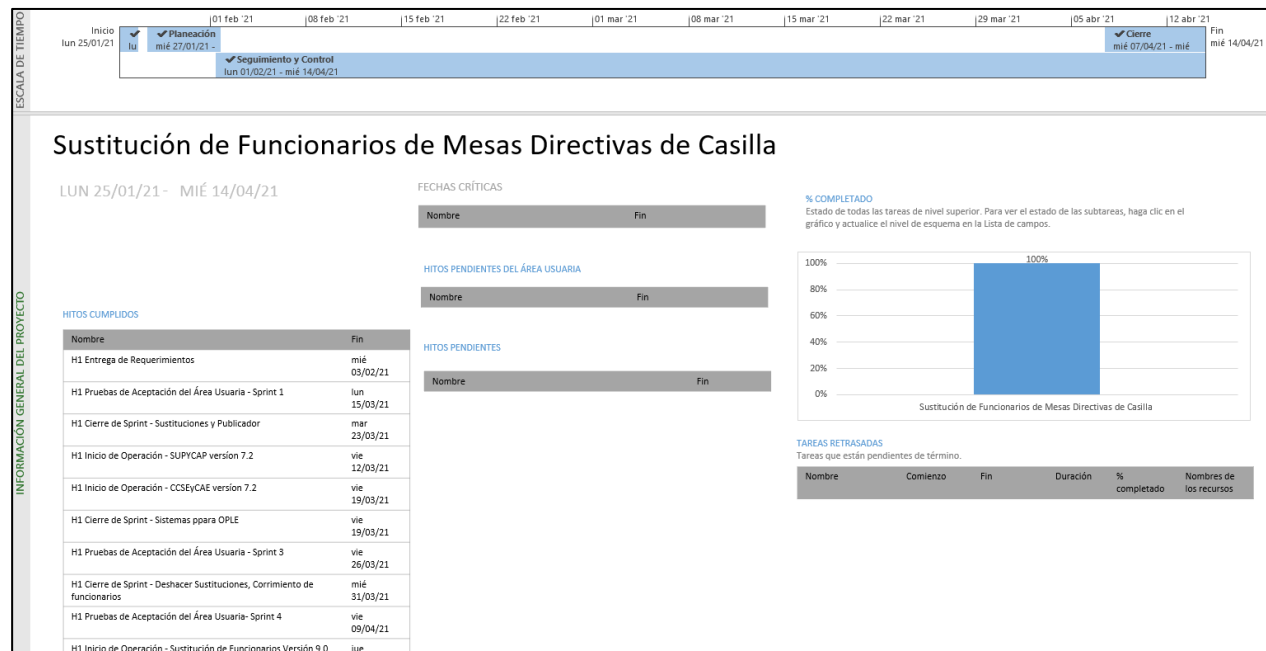 ESCALA DE TIEMPO
01 feb '21 08 feb '21 15 feb '21 22 feb '21 01 mar '21 08 mar '21 15 mar '21 22 mar '21 29 mar '21 05 abr '21 12 abr '21
Inicio
lun 25/01/21
lu
Planeación
mié 27/01/21 -
Cierre
mié 07/04/21 - mié
Fin
mié 14/04/21
Seguimiento y Control
lun 01/02/21 - mié 14/04/21
INFORMACIÓN GENERAL DEL PROYECTO
Sustitución de Funcionarios de Mesas Directivas de Casilla
LUN 25/01/21 - MIÉ 14/04/21
HITOS CUMPLIDOS
Nombre Fin
H1 Entrega de Requerimientos mié
03/02/21
H1 Pruebas de Aceptación del Área Usuaria - Sprint 1 lun
15/03/21
H1 Cierre de Sprint - Sustituciones y Publicador mar
23/03/21
H1 Inicio de Operación - SUPYCAP versíon 7.2 vie
12/03/21
H1 Inicio de Operación - CCSEyCAE versíon 7.2 vie
19/03/21
H1 Cierre de Sprint - Sistemas ppara OPLE vie
19/03/21
H1 Pruebas de Aceptación del Área Usuaria - Sprint 3 vie
26/03/21
H1 Cierre de Sprint - Deshacer Sustituciones, Corrimiento de mié
funcionarios 31/03/21
H1 Pruebas de Aceptación del Área Usuaria- Sprint 4 vie
09/04/21
H1 Inicio de Operación - Sustitución de Funcionarios Versión 9.0 jue
FECHAS CRÍTICAS
Nombre Fin
HITOS PENDIENTES DEL ÁREA USUARIA
Nombre Fin
HITOS PENDIENTES
Nombre Fin
% COMPLETADO
Estado de todas las tareas de nivel superior. Para ver el estado de las subtareas, haga clic en el
gráfico y actualice el nivel de esquema en la Lista de campos.
100%
100%
80%
60%
40%
20%
0%
Sustitución de Funcionarios de Mesas Directivas de Casilla
TAREAS RETRASADAS
Tareas que están pendientes de término.
Nombre Comienzo Fin Duración % Nombres de
completado los recursos